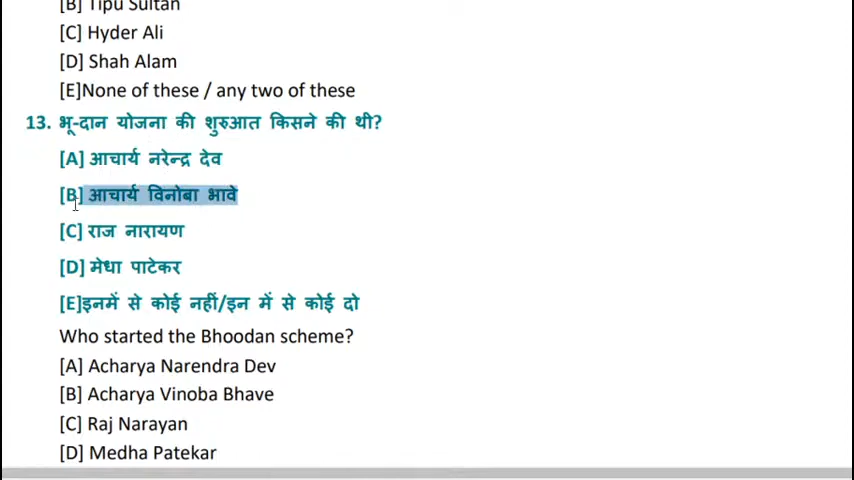 [B] Tipu Sultan
[C] Hyder Ali
[D] Shah Alam
[E]None of these / any two of these
13. भू-दान योजना की शुरुआत किसने की थी?
[A] आचार्य नरेन्द्र देव
[B] आचार्य विनोबा भावे
[C] राज नारायण
[D] मेधा पाटेकर
[E]इनमें से कोई नहीं/इन में से कोई दो
Who started the Bhoodan scheme?
[A] Acharya Narendra Dev
[B] Acharya Vinoba Bhave
[C] Raj Narayan
[D] Medha Patekar